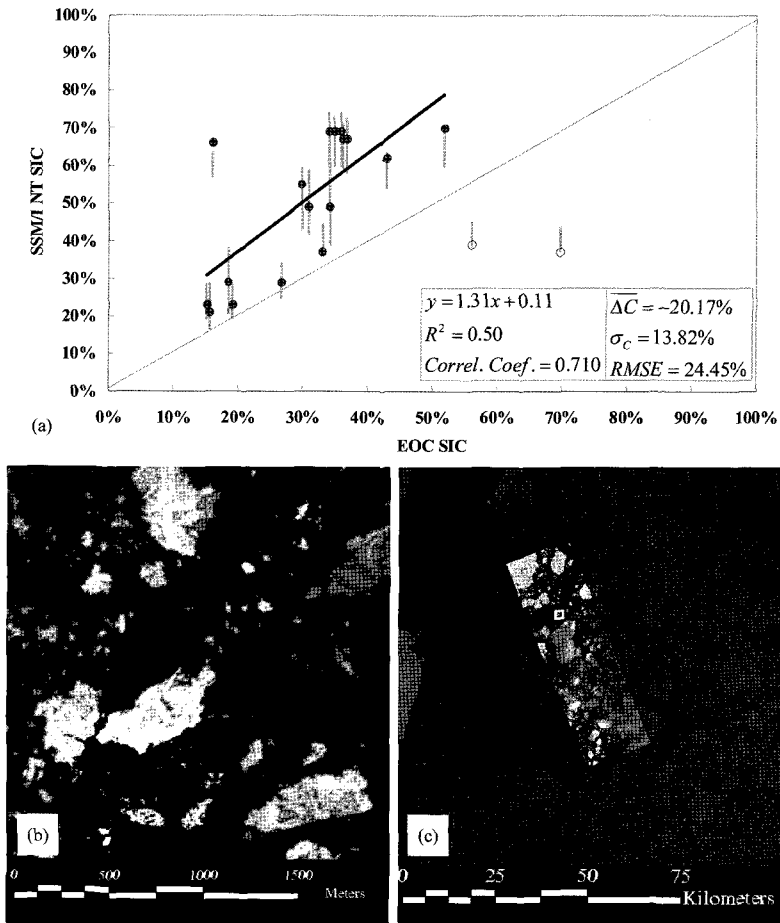 100%
90%
80%
70%
60%
50%
40%
30%
20%
10%
0%
SSM/I NT SIC
y = 1.31x + 0.11
R² = 0.50
Correl. Coef. = 0.710
ΔC̅ = −20.17%
σ_C = 13.82%
RMSE = 24.45%
0% 10% 20% 30% 40% 50% 60% 70% 80% 90% 100%
(a)
EOC SIC
(b)
0 500 1000 1500
Meters
(c)
0 25 50 75
Kilometers